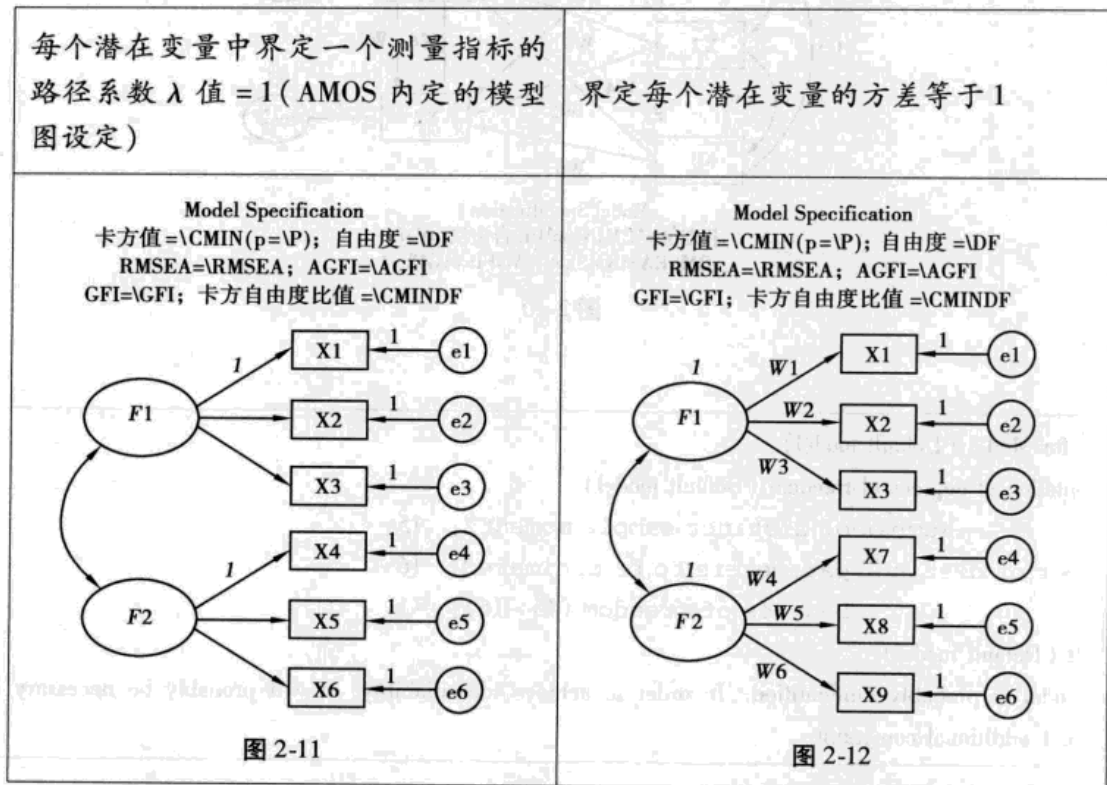 每个潜在变量中界定一个测量指标的
路径系数 λ 值 = 1 ( AMOS 内定的模型
图设定)
界定每个潜在变量的方差等于 1
Model Specification
卡方值 =\CMIN(p=\P); 自由度 =\DF
RMSEA=\RMSEA; AGFI=\AGFI
GFI=\GFI; 卡方自由度比值 =\CMINDF
1
X1
1
e1
F1
X2
1
e2
X3
1
e3
1
X4
1
e4
F2
X5
1
e5
X6
1
e6
图 2-11
Model Specification
卡方值 =\CMIN(p=\P); 自由度 =\DF
RMSEA=\RMSEA; AGFI=\AGFI
GFI=\GFI; 卡方自由度比值 =\CMINDF
1
W1
X1
1
e1
F1
W2
X2
1
e2
W3
X3
1
e3
1
W4
X7
1
e4
F2
W5
X8
1
e5
W6
X9
1
e6
图 2-12